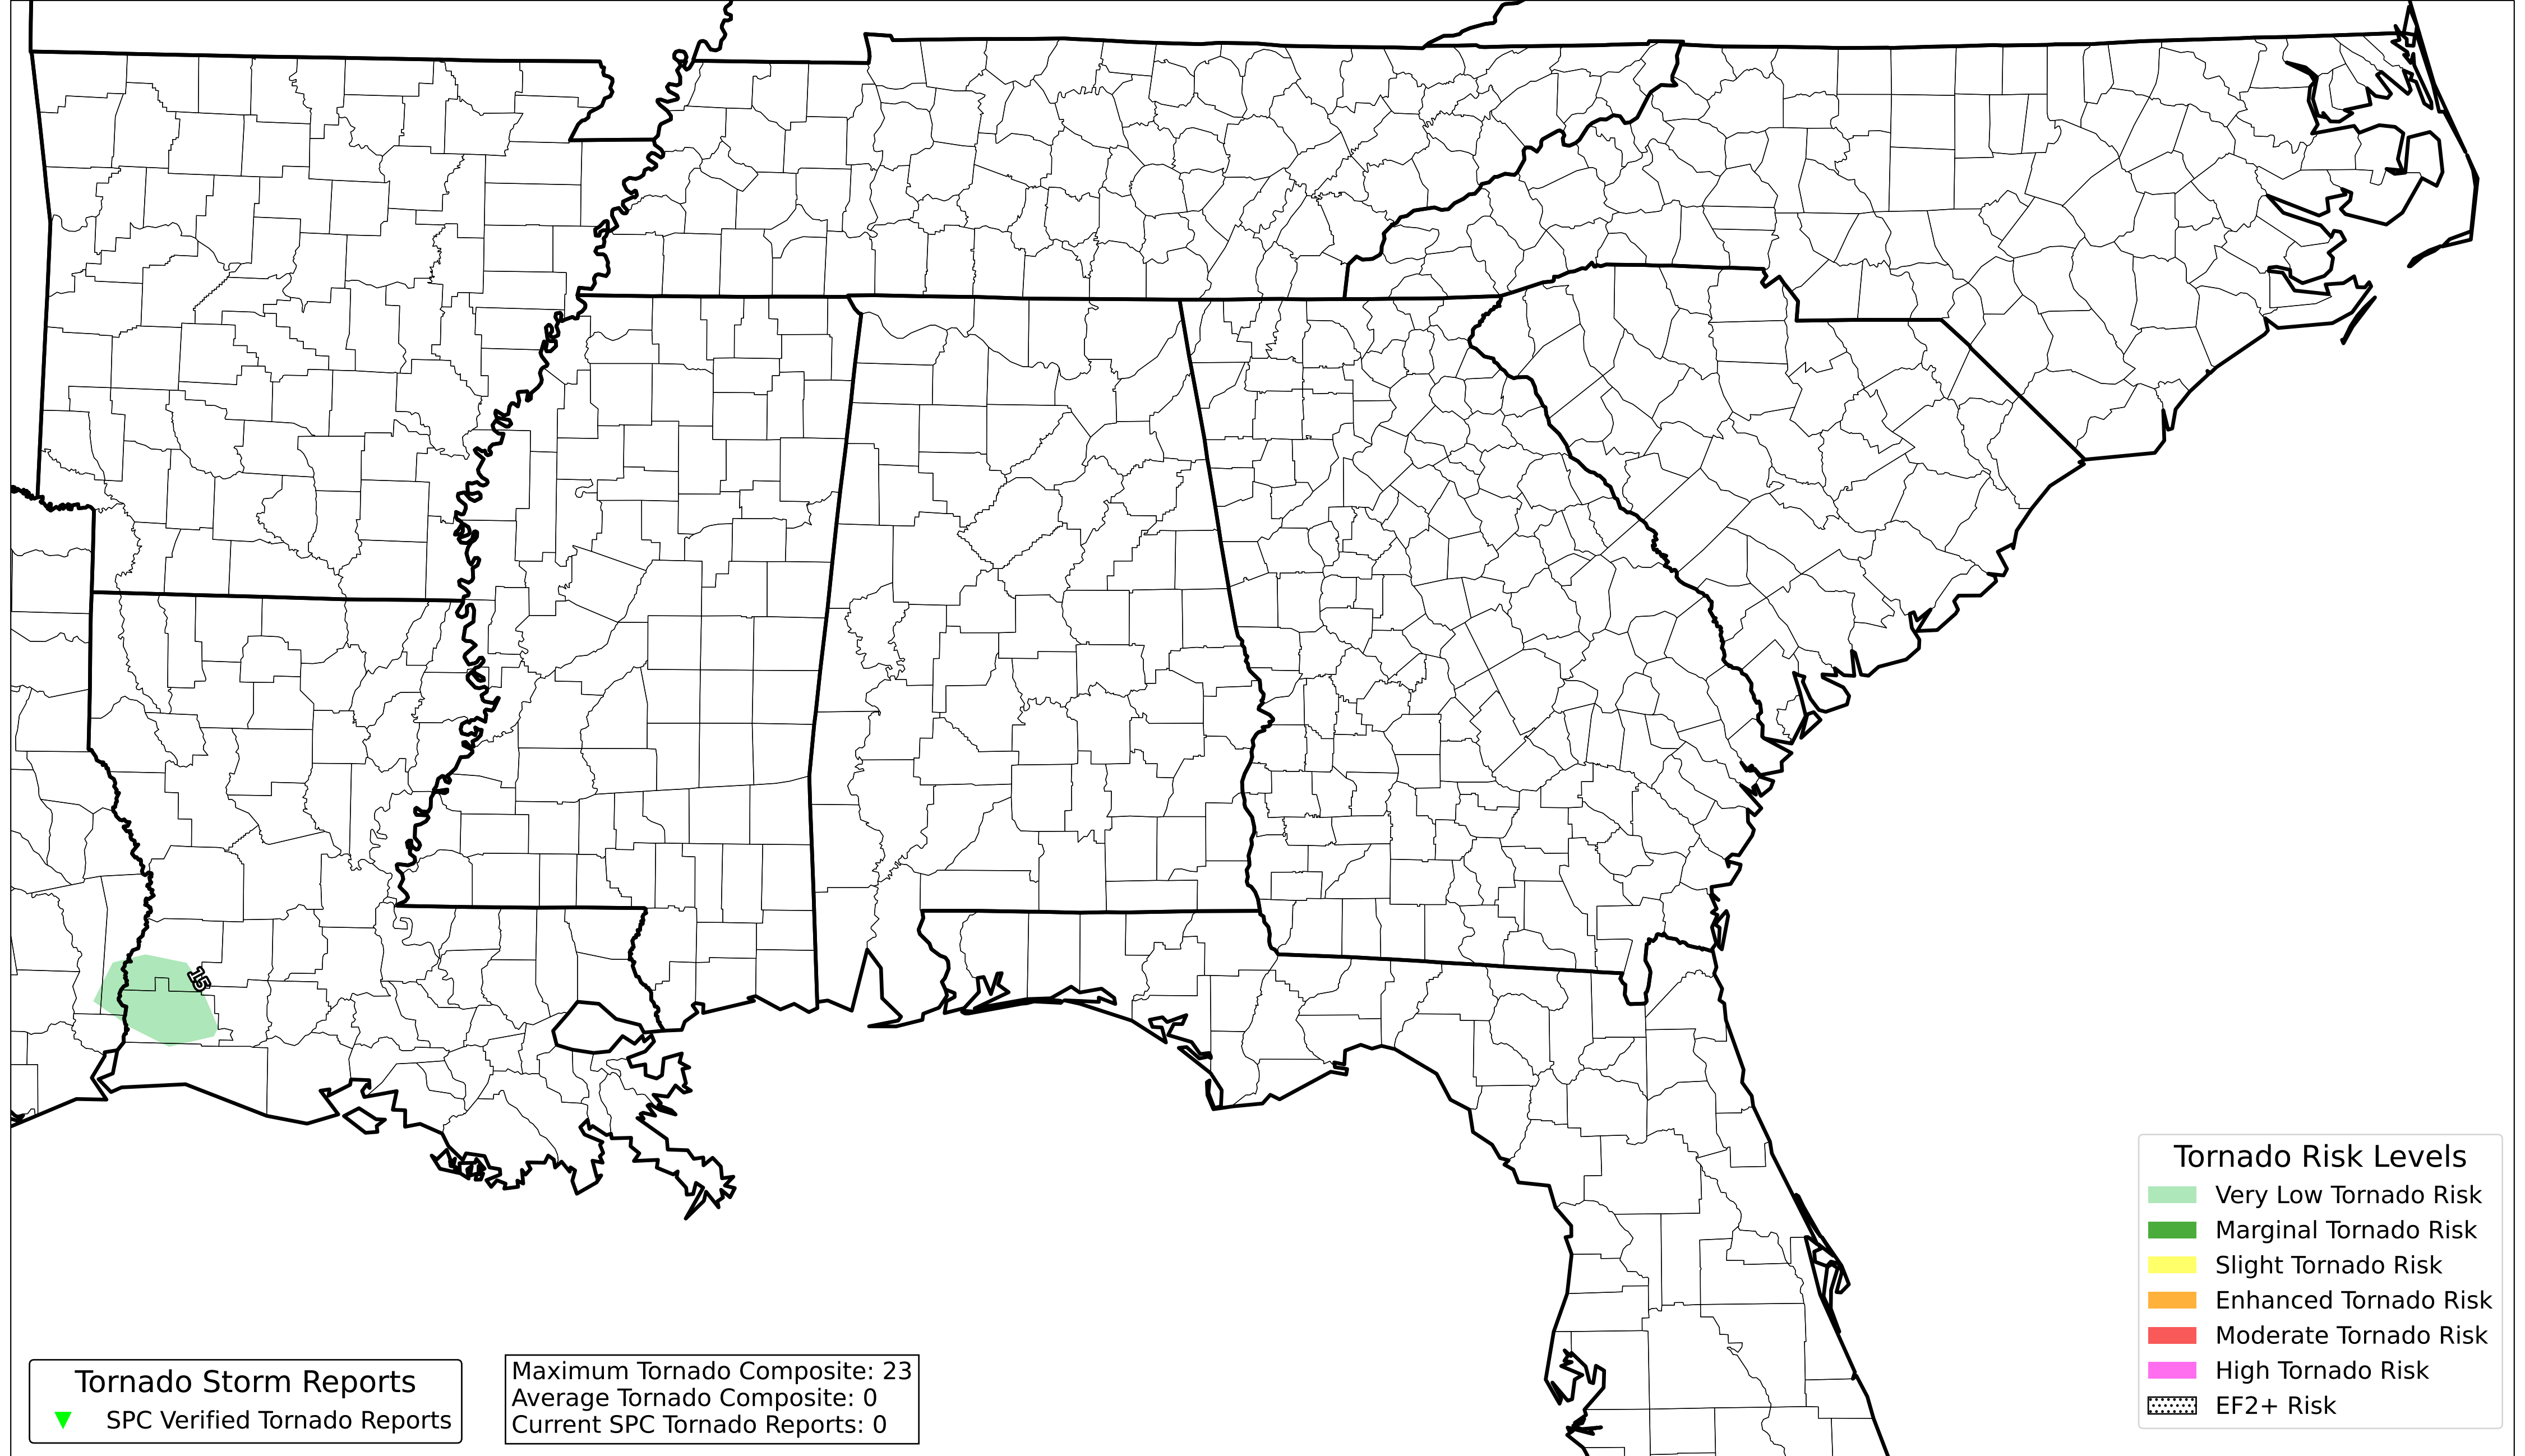 15
Tornado Storm Reports
SPC Verified Tornado Reports
Maximum Tornado Composite: 23
Average Tornado Composite: 0
Current SPC Tornado Reports: 0
Tornado Risk Levels
Very Low Tornado Risk
Marginal Tornado Risk
Slight Tornado Risk
Enhanced Tornado Risk
Moderate Tornado Risk
High Tornado Risk
EF2+ Risk